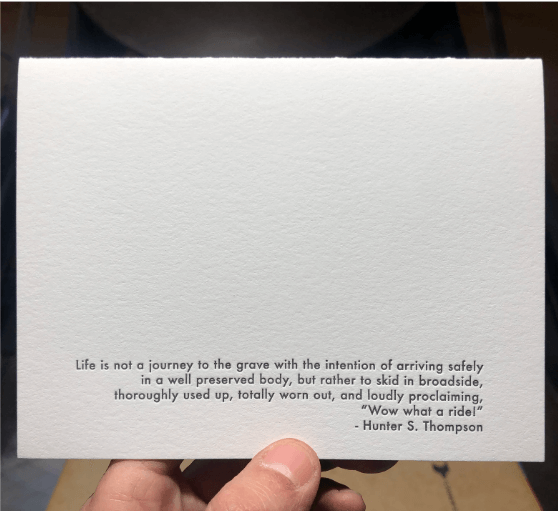 Life is not a journey to the grave with the intention of arriving safely
in a well preserved body, but rather to skid in broadside,
thoroughly used up, totally worn out, and loudly proclaiming,
"Wow what a ride!"
- Hunter S. Thompson